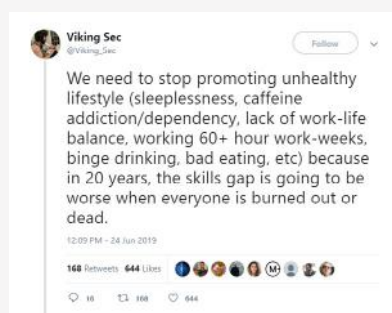 Viking Sec
@Viking_Sec
Follow
We need to stop promoting unhealthy
lifestyle (sleeplessness, caffeine
addiction/dependency, lack of work-life
balance, working 60+ hour work-weeks,
binge drinking, bad eating, etc) because
in 20 years, the skills gap is going to be
worse when everyone is burned out or
dead.
12:09 PM - 24 Jun 2019
168 Retweets 644 Likes
16 168 644